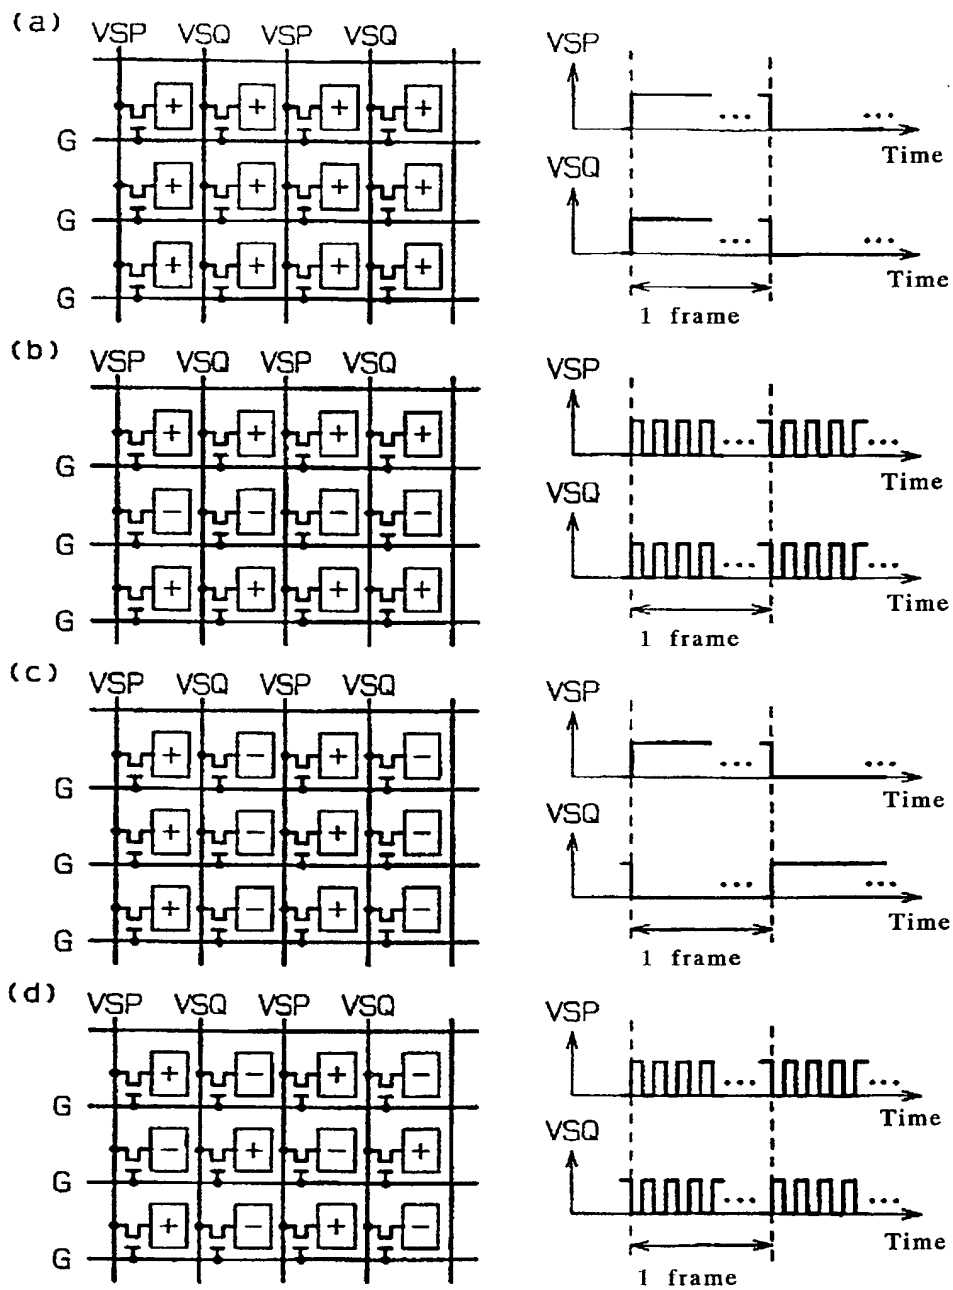 (a)
VSP VSQ VSP VSQ
+ + + +
G
+ + + +
G
+ + + +
G
VSP
...
...
Time
VSQ
...
...
Time
1 frame
(b)
VSP VSQ VSP VSQ
+ + + +
G
− − − −
G
+ + + +
G
VSP
...
...
Time
VSQ
...
...
Time
1 frame
(c)
VSP VSQ VSP VSQ
+ − + −
G
+ − + −
G
+ − + −
G
VSP
...
...
Time
VSQ
...
...
Time
1 frame
(d)
VSP VSQ VSP VSQ
+ − + −
G
− + − +
G
+ − + −
G
VSP
...
...
Time
VSQ
...
...
Time
1 frame